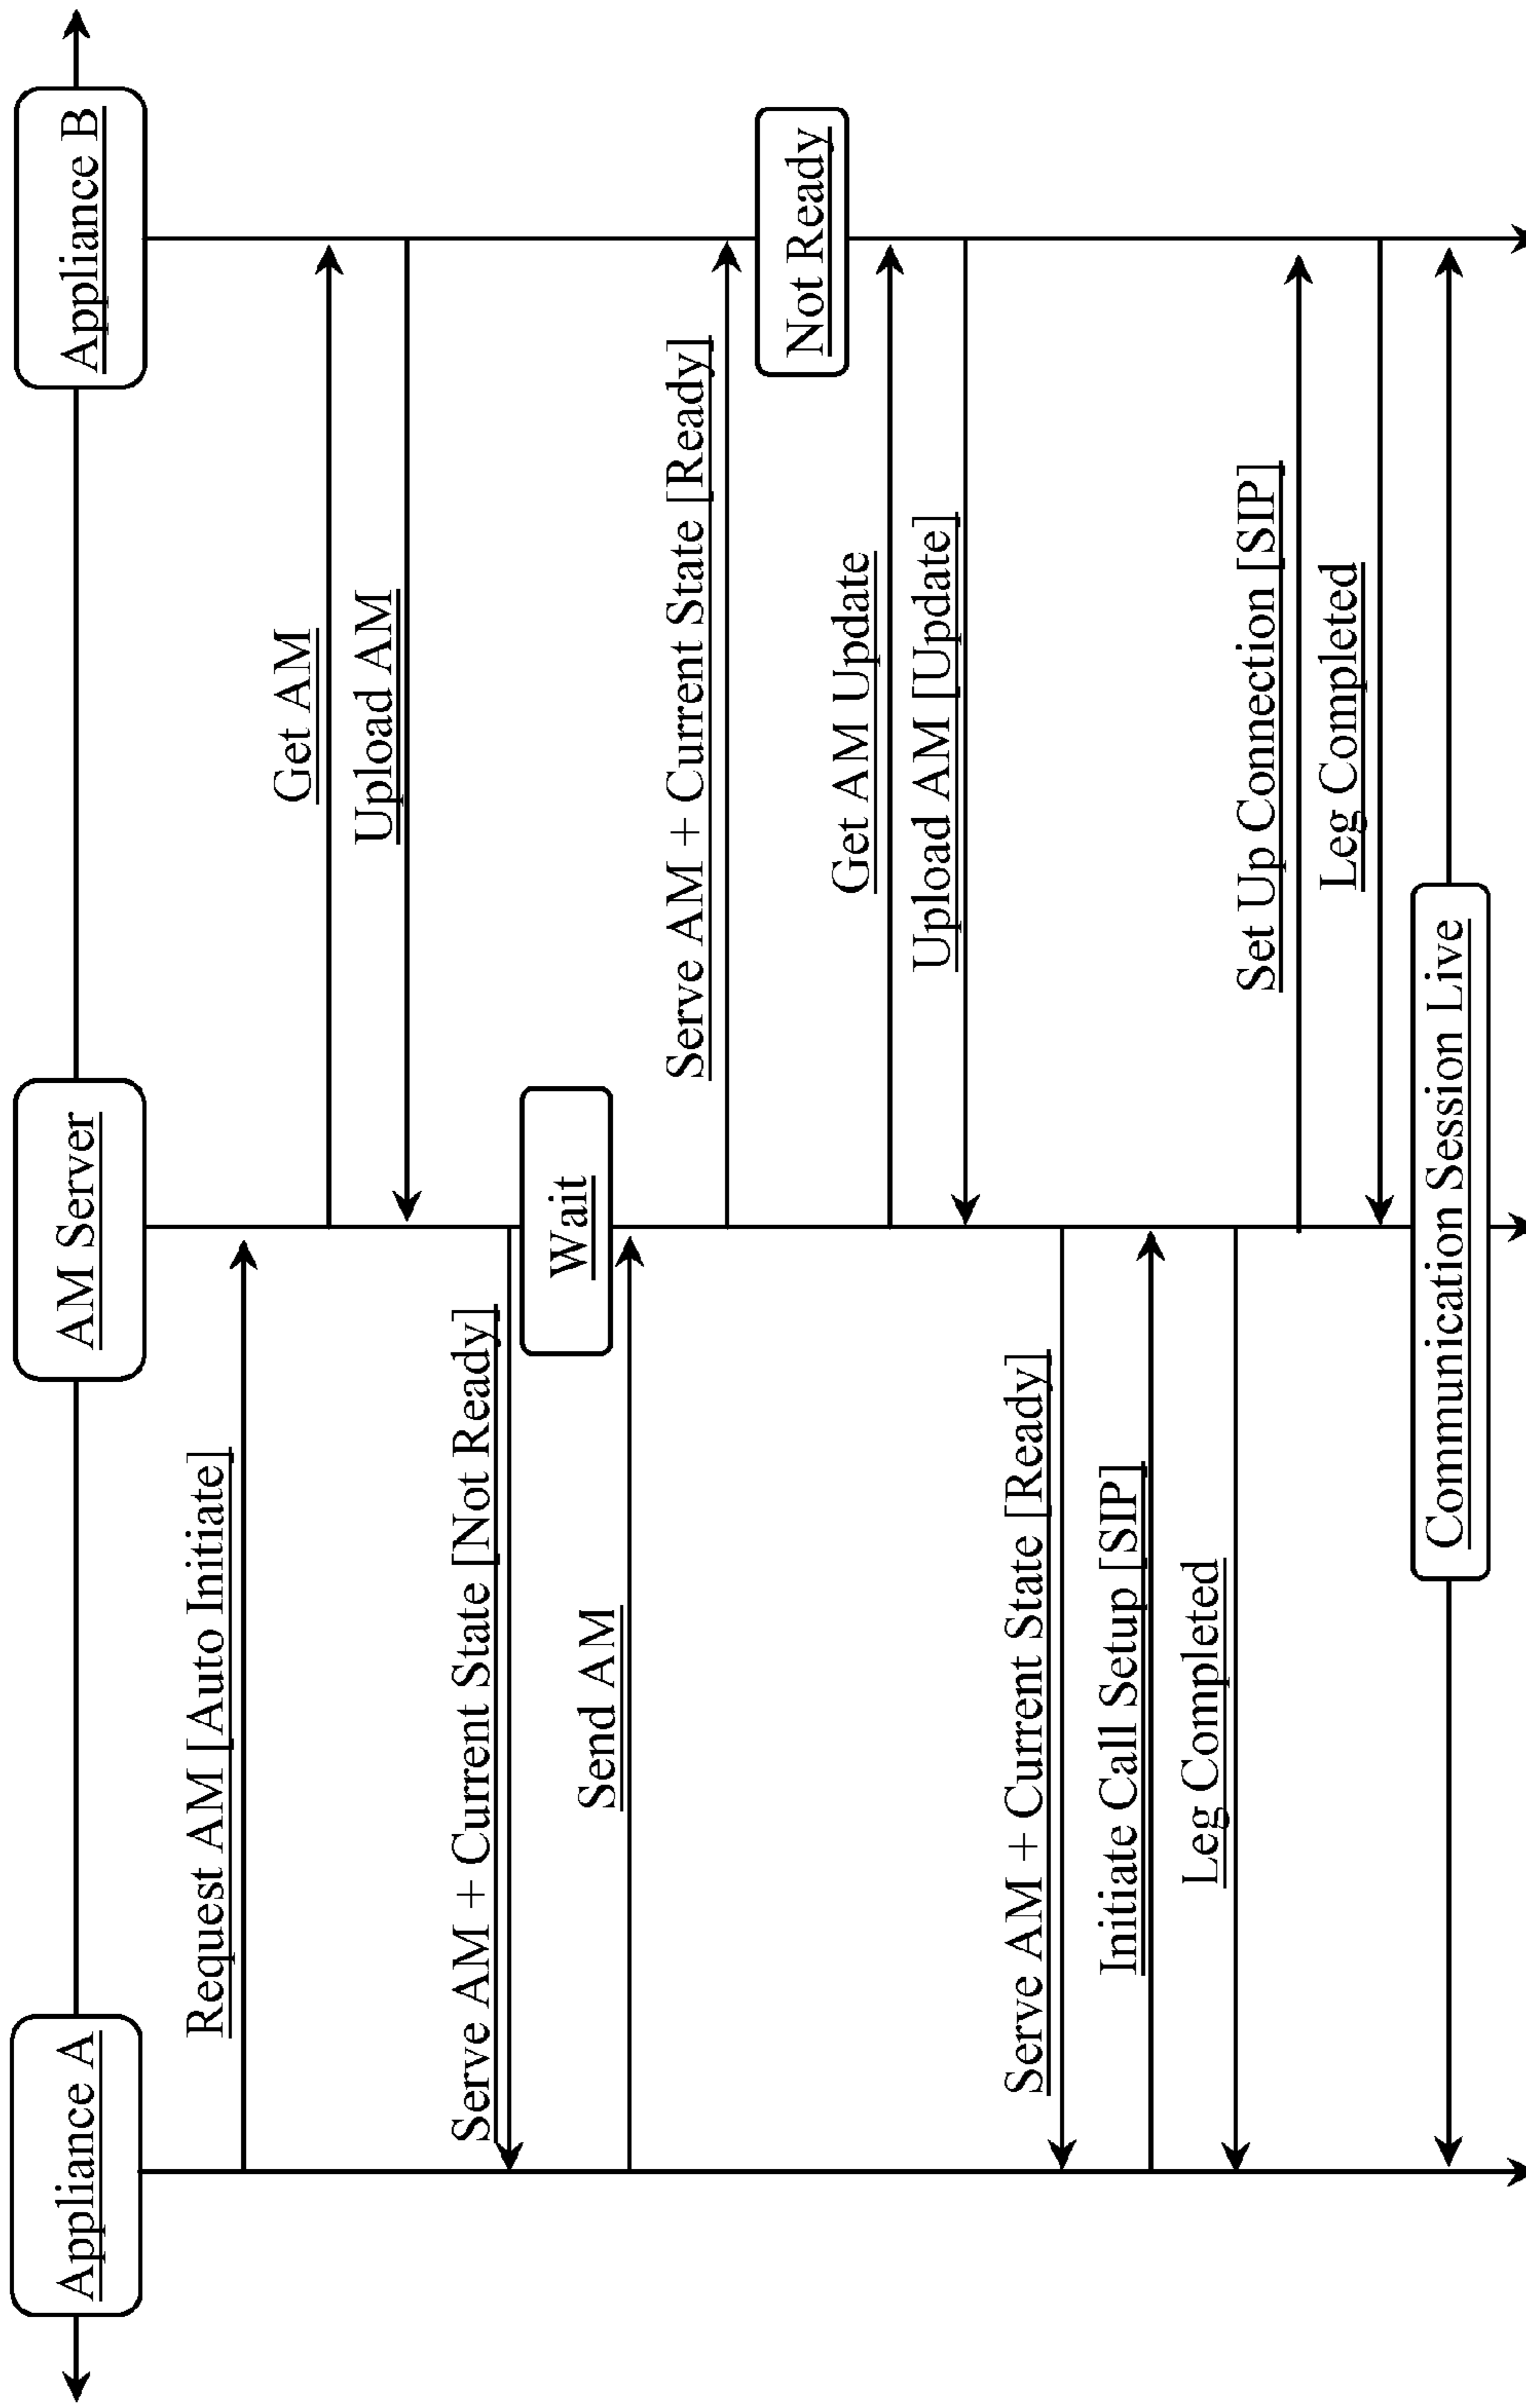 Appliance A
AM Server
Appliance B
Request AM [Auto Initiate]
Get AM
Upload AM
Serve AM + Current State [Not Ready]
Wait
Send AM
Serve AM + Current State [Ready]
Not Ready
Get AM Update
Upload AM [Update]
Serve AM + Current State [Ready]
Initiate Call Setup [SIP]
Leg Completed
Set Up Connection [SIP]
Leg Completed
Communication Session Live